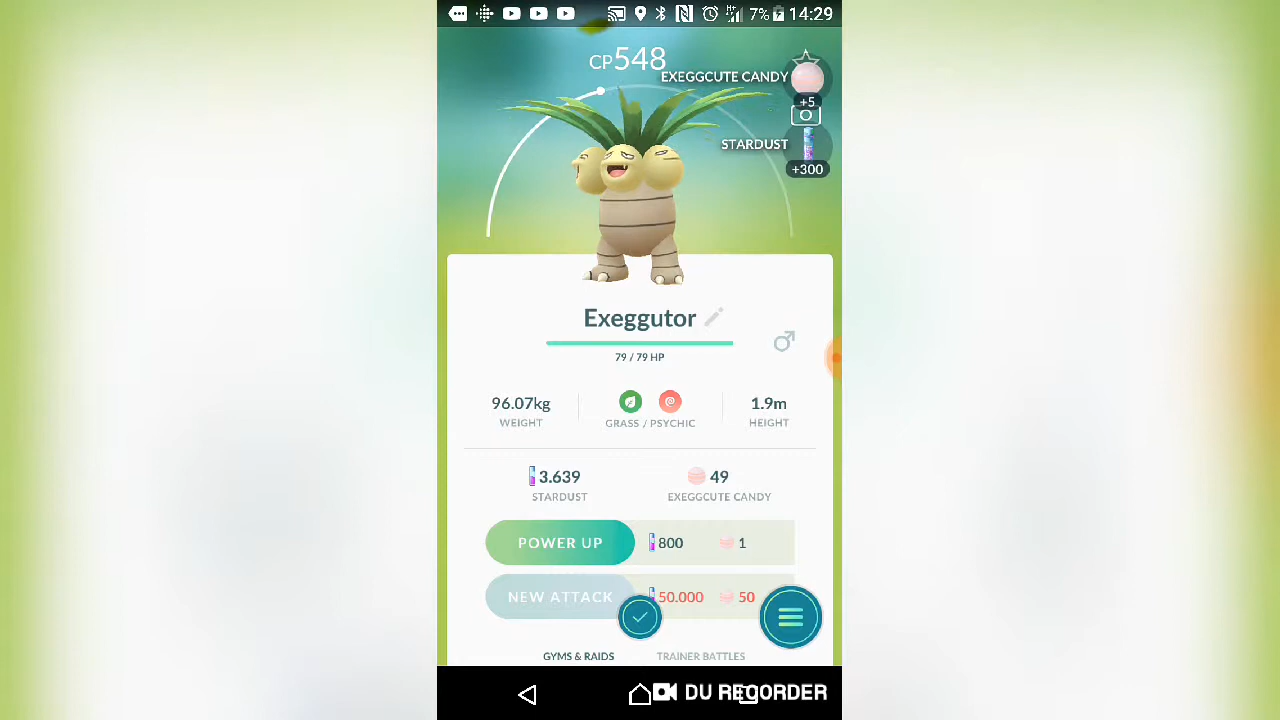 7% 14:29
CP548
EXEGGCUTE CANDY
+5
STARDUST
+300
Exeggutor
79 / 79 HP
96.07kg
WEIGHT
GRASS / PSYCHIC
1.9m
HEIGHT
3.639
STARDUST
49
EXEGGCUTE CANDY
POWER UP 800 1
NEW ATTACK 50.000 50
GYMS & RAIDS TRAINER BATTLES
DU RECORDER